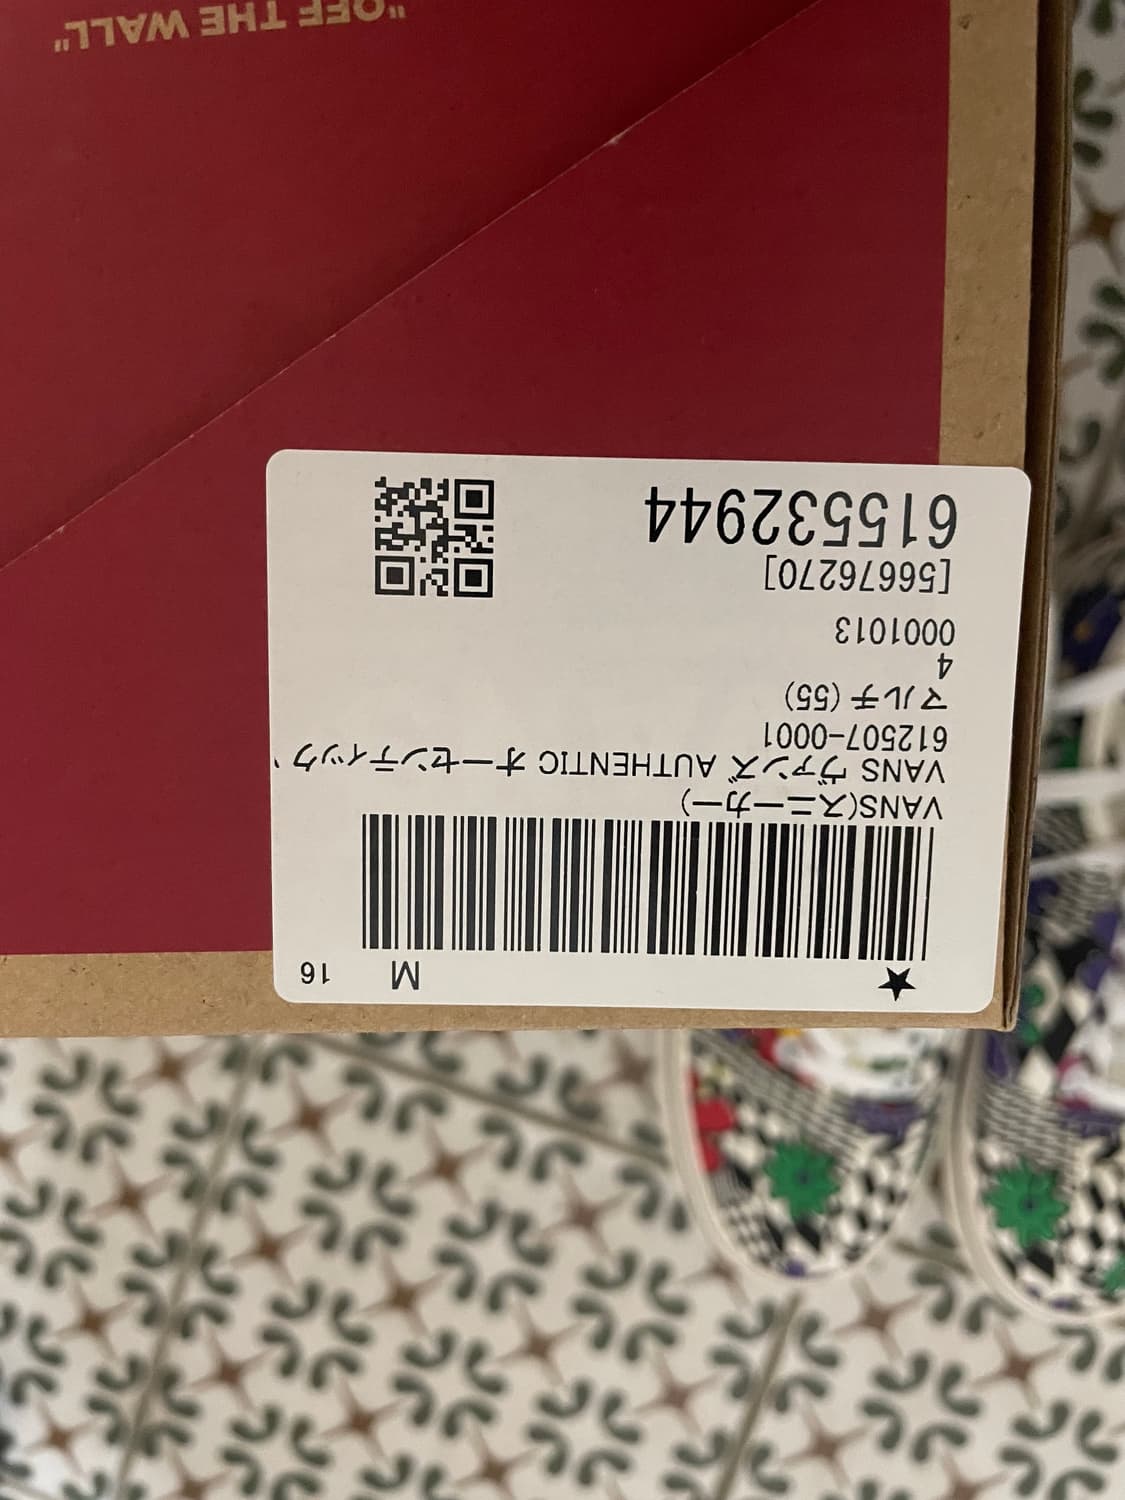 ★ M 16
VANS(スニーカー)
VANS ヴァンズ AUTHENTIC オーセンティック
612507-0001
マルチ (55)
4
0001013
[56676270]
615532944
"OFF THE WALL"